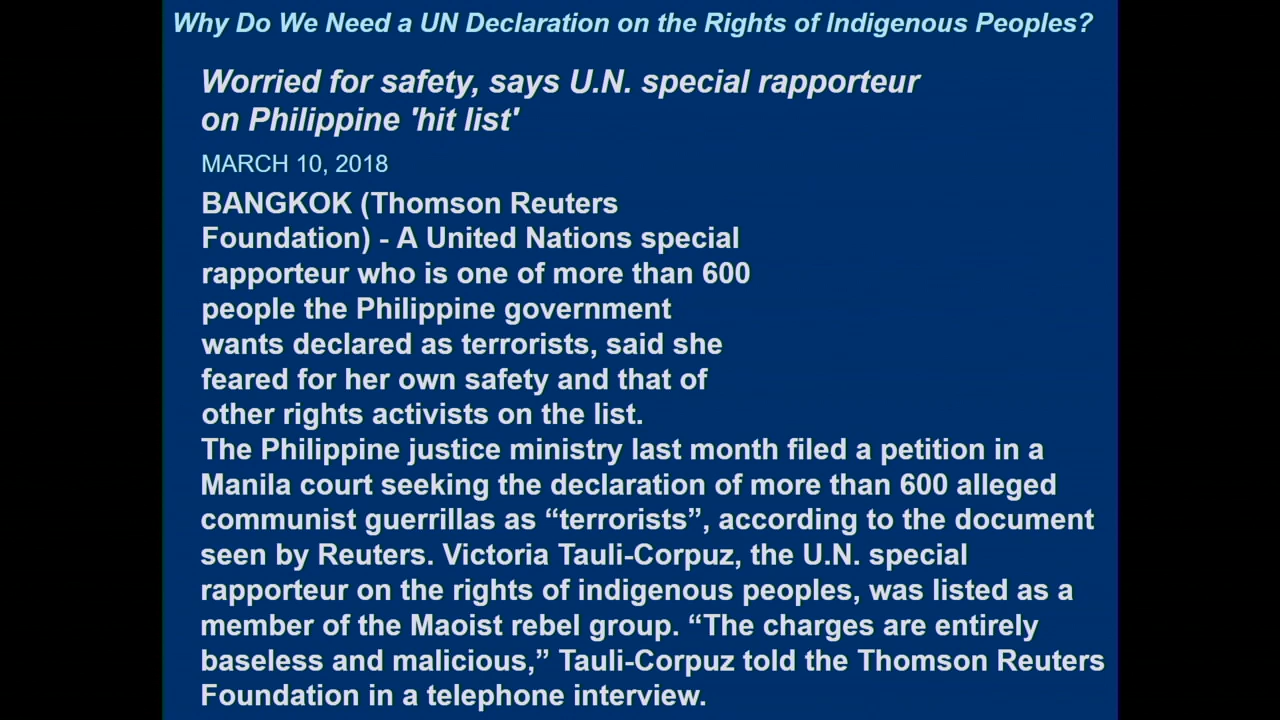 Why Do We Need a UN Declaration on the Rights of Indigenous Peoples?
Worried for safety, says U.N. special rapporteur
on Philippine 'hit list'
MARCH 10, 2018
BANGKOK (Thomson Reuters
Foundation) - A United Nations special
rapporteur who is one of more than 600
people the Philippine government
wants declared as terrorists, said she
feared for her own safety and that of
other rights activists on the list.
The Philippine justice ministry last month filed a petition in a
Manila court seeking the declaration of more than 600 alleged
communist guerrillas as “terrorists”, according to the document
seen by Reuters. Victoria Tauli-Corpuz, the U.N. special
rapporteur on the rights of indigenous peoples, was listed as a
member of the Maoist rebel group. “The charges are entirely
baseless and malicious,” Tauli-Corpuz told the Thomson Reuters
Foundation in a telephone interview.